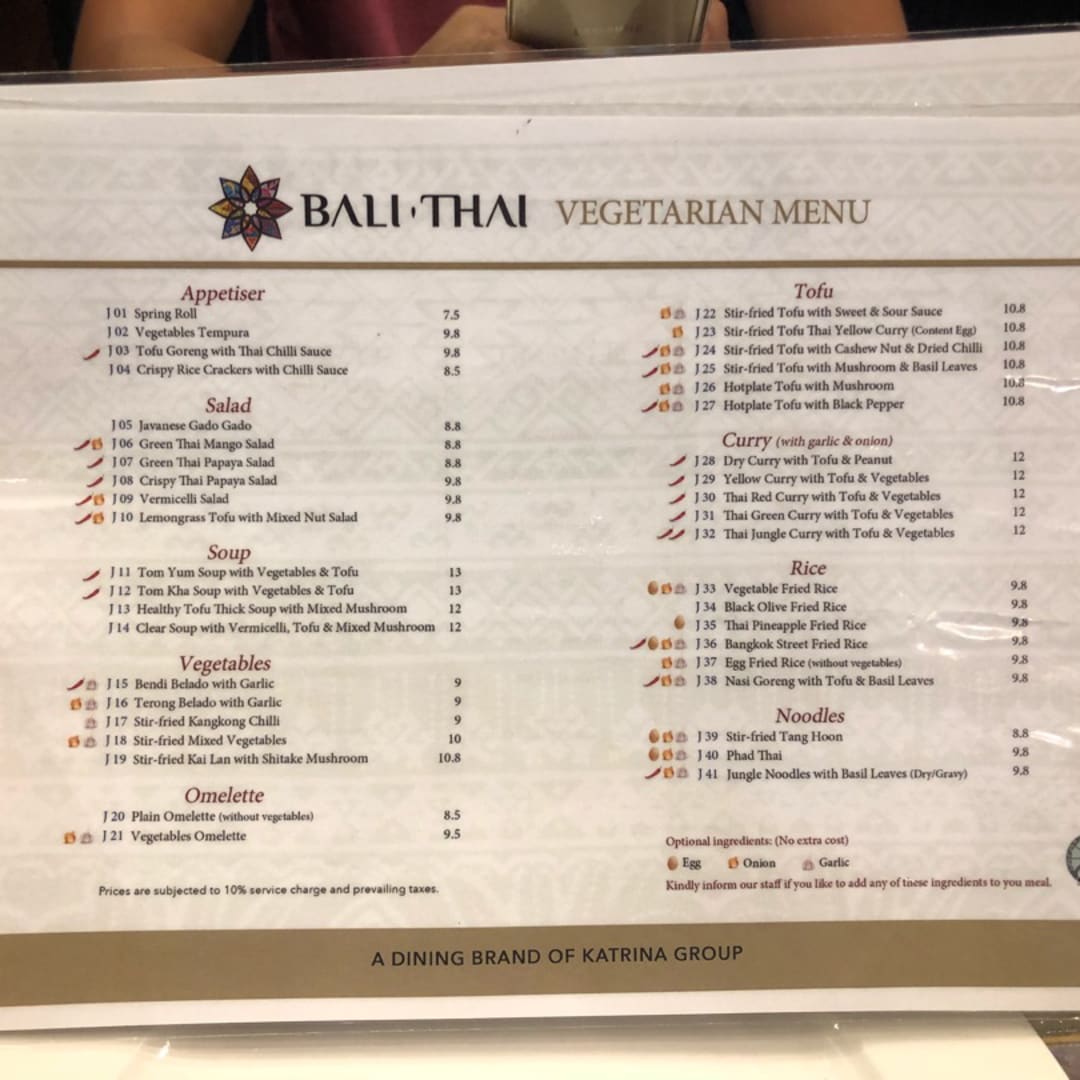 BALI·THAI VEGETARIAN MENU
Appetiser
J 01 Spring Roll 7.5
J 02 Vegetables Tempura 9.8
J 03 Tofu Goreng with Thai Chilli Sauce 9.8
J 04 Crispy Rice Crackers with Chilli Sauce 8.5
Salad
J 05 Javanese Gado Gado 8.8
J 06 Green Thai Mango Salad 8.8
J 07 Green Thai Papaya Salad 8.8
J 08 Crispy Thai Papaya Salad 9.8
J 09 Vermicelli Salad 9.8
J 10 Lemongrass Tofu with Mixed Nut Salad 9.8
Soup
J 11 Tom Yum Soup with Vegetables & Tofu 13
J 12 Tom Kha Soup with Vegetables & Tofu 13
J 13 Healthy Tofu Thick Soup with Mixed Mushroom 12
J 14 Clear Soup with Vermicelli, Tofu & Mixed Mushroom 12
Vegetables
J 15 Bendi Belado with Garlic 9
J 16 Terong Belado with Garlic 9
J 17 Stir-fried Kangkong Chilli 9
J 18 Stir-fried Mixed Vegetables 10
J 19 Stir-fried Kai Lan with Shitake Mushroom 10.8
Omelette
J 20 Plain Omelette (without vegetables) 8.5
J 21 Vegetables Omelette 9.5
Prices are subjected to 10% service charge and prevailing taxes.
Tofu
J 22 Stir-fried Tofu with Sweet & Sour Sauce 10.8
J 23 Stir-fried Tofu Thai Yellow Curry (Content Egg) 10.8
J 24 Stir-fried Tofu with Cashew Nut & Dried Chilli 10.8
J 25 Stir-fried Tofu with Mushroom & Basil Leaves 10.8
J 26 Hotplate Tofu with Mushroom 10.8
J 27 Hotplate Tofu with Black Pepper 10.8
Curry (with garlic & onion)
J 28 Dry Curry with Tofu & Peanut 12
J 29 Yellow Curry with Tofu & Vegetables 12
J 30 Thai Red Curry with Tofu & Vegetables 12
J 31 Thai Green Curry with Tofu & Vegetables 12
J 32 Thai Jungle Curry with Tofu & Vegetables 12
Rice
J 33 Vegetable Fried Rice 9.8
J 34 Black Olive Fried Rice 9.8
J 35 Thai Pineapple Fried Rice 9.8
J 36 Bangkok Street Fried Rice 9.8
J 37 Egg Fried Rice (without vegetables) 9.8
J 38 Nasi Goreng with Tofu & Basil Leaves 9.8
Noodles
J 39 Stir-fried Tang Hoon 8.8
J 40 Phad Thai 9.8
J 41 Jungle Noodles with Basil Leaves (Dry/Gravy) 9.8
Optional ingredients: (No extra cost)
Egg Onion Garlic
Kindly inform our staff if you like to add any of these ingredients to you meal.
A DINING BRAND OF KATRINA GROUP